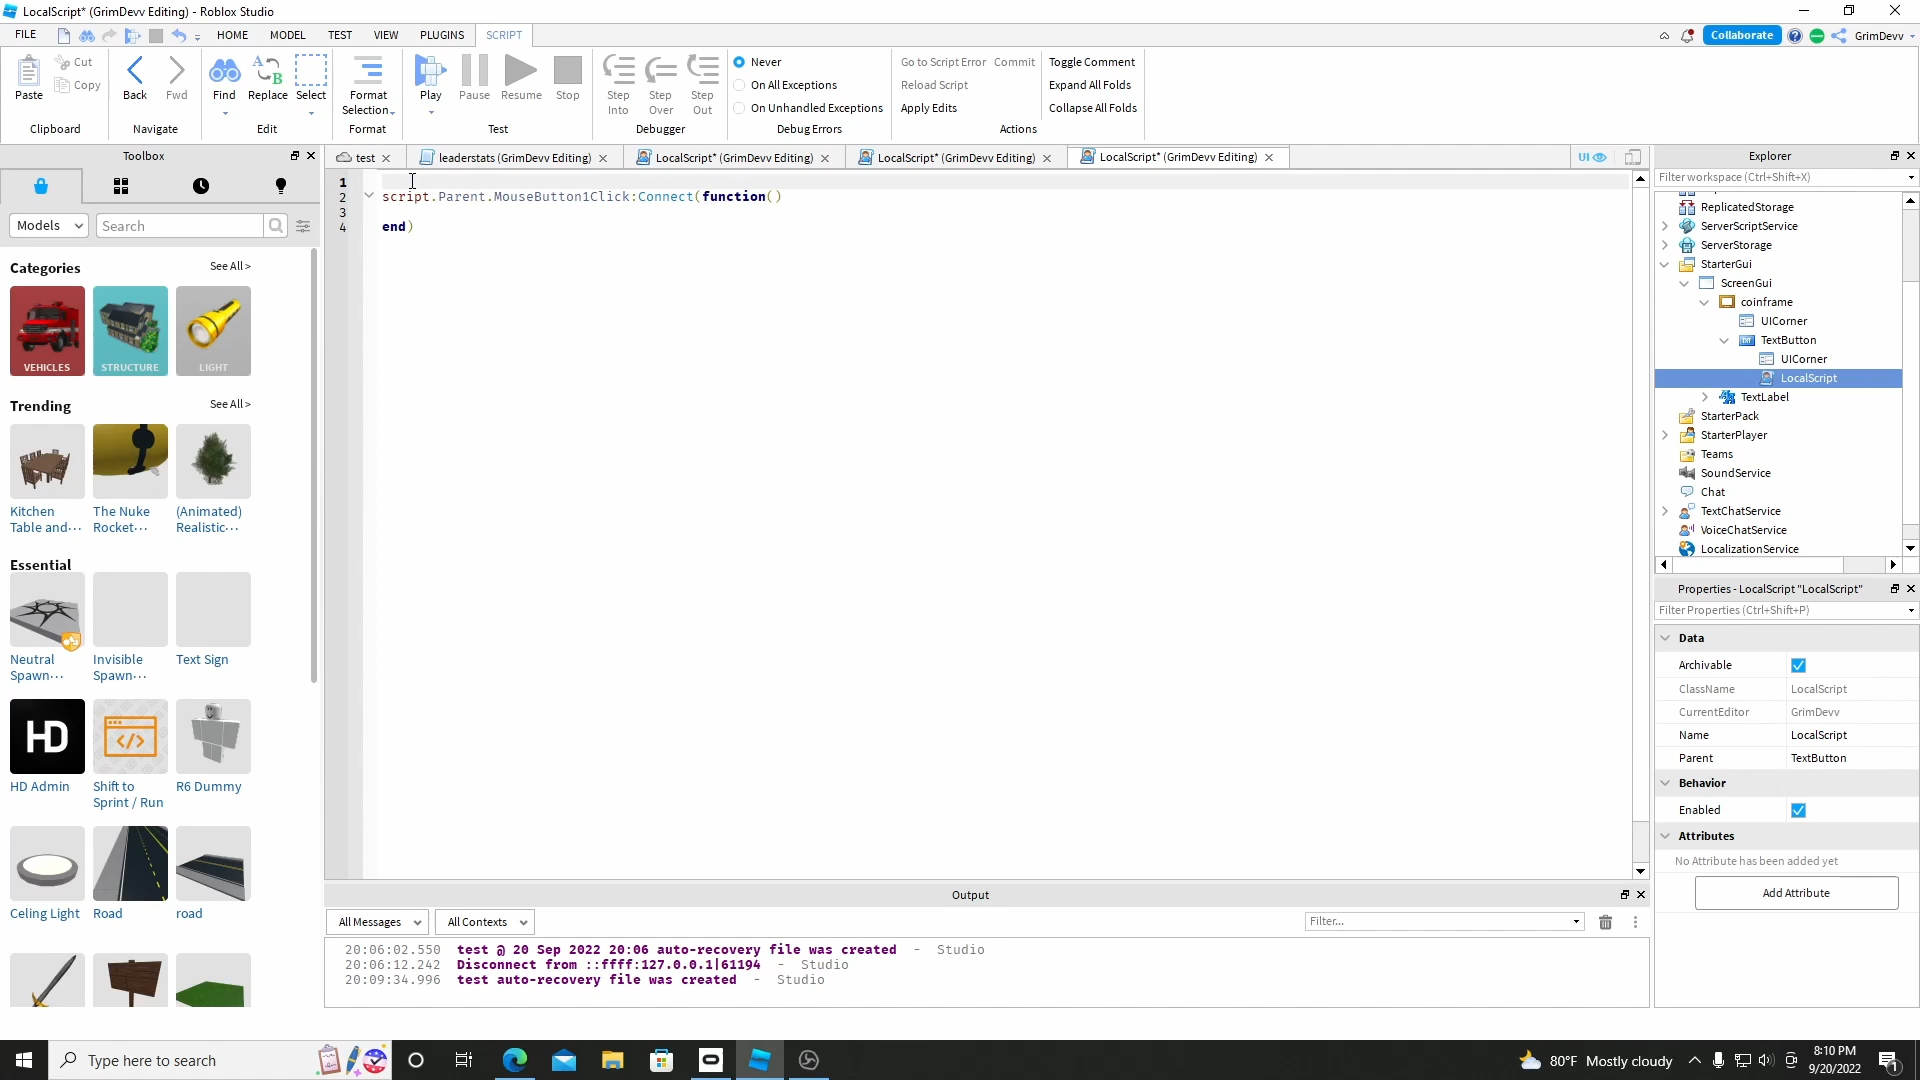 LocalScript* (GrimDevv Editing) - Roblox Studio
FILE HOME MODEL TEST VIEW PLUGINS SCRIPT Collaborate GrimDevv
Paste Cut Copy Back Fwd Find Replace Select Format Selection Play Pause Resume Stop Step Into Step Over Step Out
Never Go to Script Error Commit Toggle Comment
On All Exceptions Reload Script Expand All Folds
On Unhandled Exceptions Apply Edits Collapse All Folds
Clipboard Navigate Edit Format Test Debugger Debug Errors Actions
Toolbox
test leaderstats (GrimDevv Editing) LocalScript* (GrimDevv Editing) LocalScript* (GrimDevv Editing) LocalScript* (GrimDevv Editing) UI
Models Search
Categories See All >
VEHICLES STRUCTURE LIGHT
Trending See All >
Kitchen Table and···
The Nuke Rocket···
(Animated) Realistic···
Essential
Neutral Spawn···
Invisible Spawn···
Text Sign
HD
HD Admin
Shift to Sprint / Run
R6 Dummy
Celing Light Road road
1
2 script.Parent.MouseButton1Click:Connect(function()
3
4 end)
Output
All Messages All Contexts Filter...
20:06:02.550 test @ 20 Sep 2022 20:06 auto-recovery file was created - Studio
20:06:12.242 Disconnect from ::ffff:127.0.0.1|61194 - Studio
20:09:34.996 test auto-recovery file was created - Studio
Explorer
Filter workspace (Ctrl+Shift+X)
ReplicatedStorage
ServerScriptService
ServerStorage
StarterGui
ScreenGui
coinframe
UICorner
TextButton
UICorner
LocalScript
TextLabel
StarterPack
StarterPlayer
Teams
SoundService
Chat
TextChatService
VoiceChatService
LocalizationService
Properties - LocalScript "LocalScript"
Filter Properties (Ctrl+Shift+P)
Data
Archivable
ClassName LocalScript
CurrentEditor GrimDevv
Name LocalScript
Parent TextButton
Behavior
Enabled
Attributes
No Attribute has been added yet
Add Attribute
Type here to search
80°F Mostly cloudy
8:10 PM
9/20/2022
1